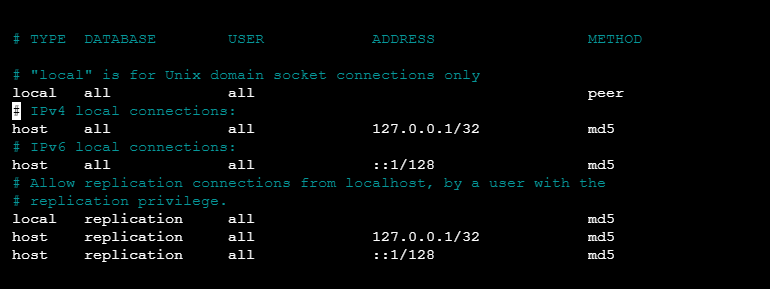 # TYPE  DATABASE        USER            ADDRESS                 METHOD
# "local" is for Unix domain socket connections only
local   all     all                                     peer
# IPv4 local connections:
host    all             all             127.0.0.1/32            md5
# IPv6 local connections:
host    all             all             ::1/128                 md5
# Allow replication connections from localhost, by a user with the
# replication privilege.
local   replication     all                                     md5
host    replication     all             127.0.0.1/32            md5
host    replication     all             ::1/128                 md5